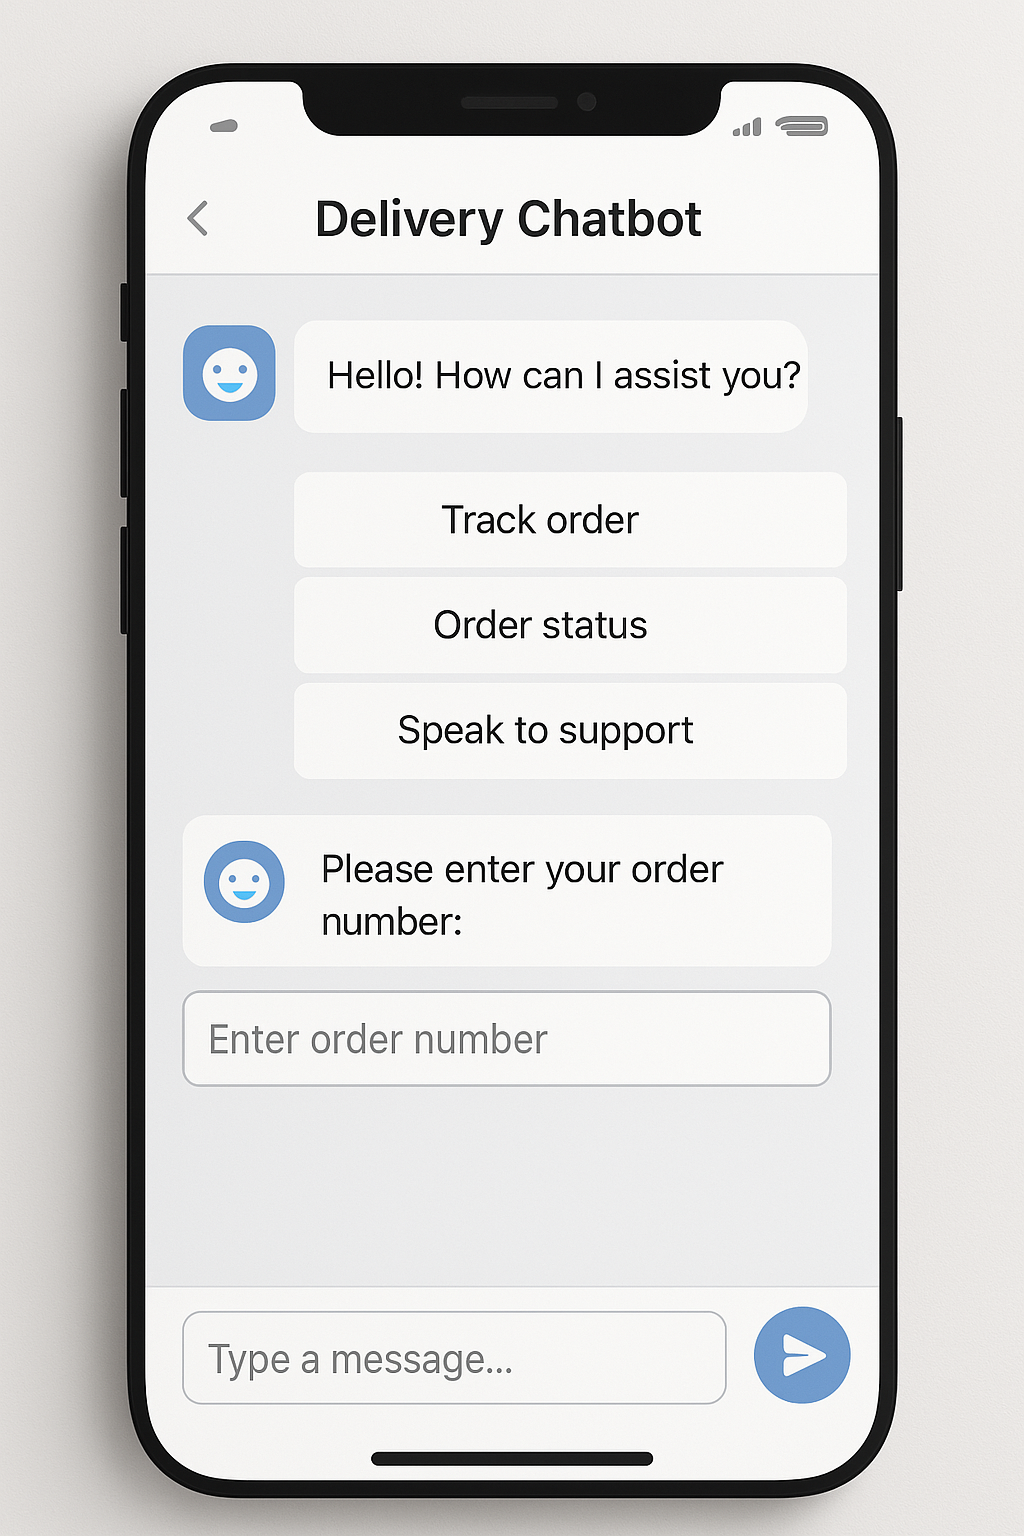 Delivery Chatbot
Hello! How can I assist you?
Track order
Order status
Speak to support
Please enter your order
number:
Enter order number
Type a message...